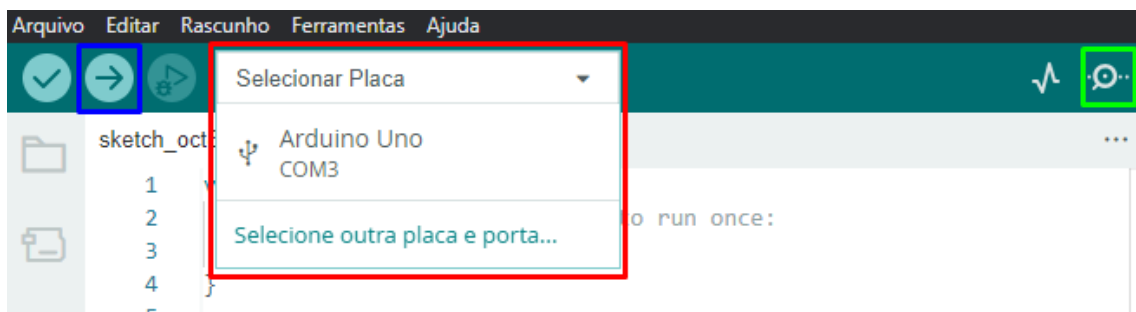 Arquivo Editar Rascunho Ferramentas Ajuda
Selecionar Placa
sketch_oct
Arduino Uno
COM3
1
2 o run once:
Selecione outra placa e porta...
3
4 }